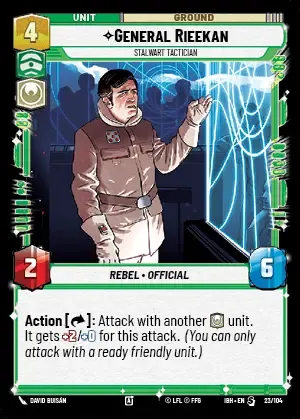 UNIT GROUND
4
General Rieekan
STALWART TACTICIAN
2
6
REBEL • OFFICIAL
Action [ ]: Attack with another unit.
It gets +2/+0 for this attack. (You can only
attack with a ready friendly unit.)
DAVID BUISÁN A © LFL © FFG IBH • EN 23/104